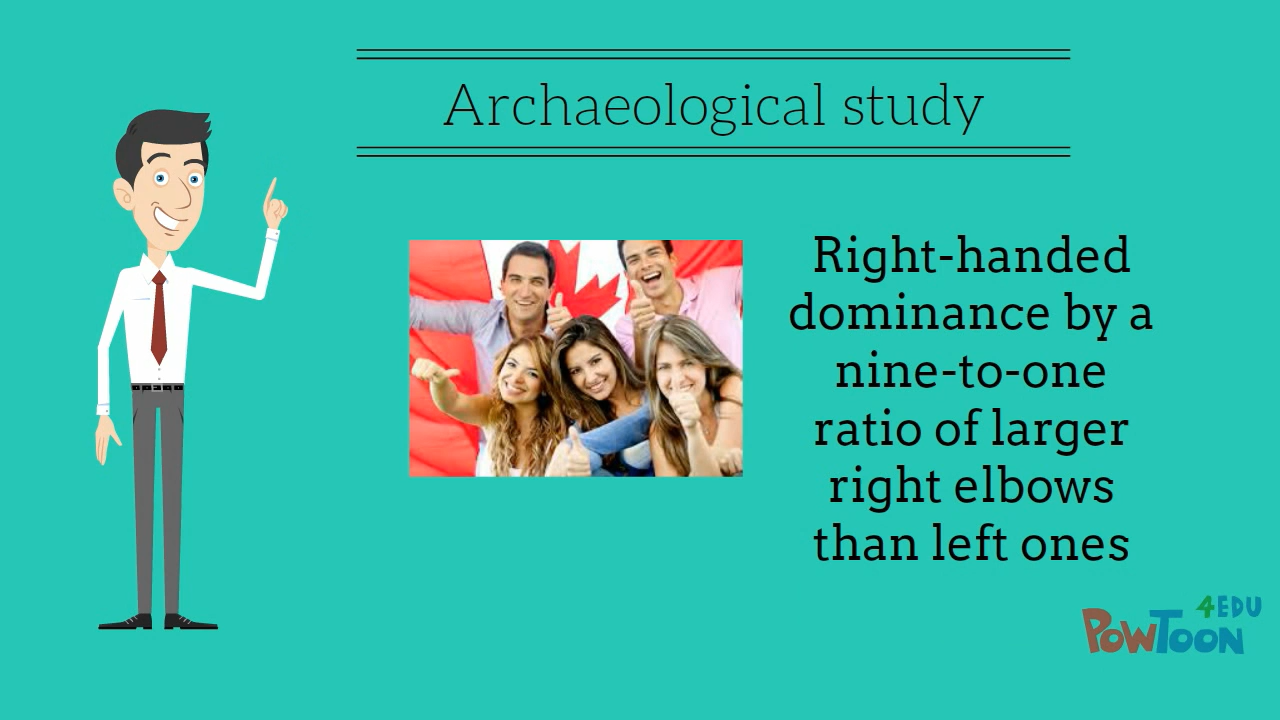 Archaeological study
Right-handed
dominance by a
nine-to-one
ratio of larger
right elbows
than left ones
4EDU
PowToon